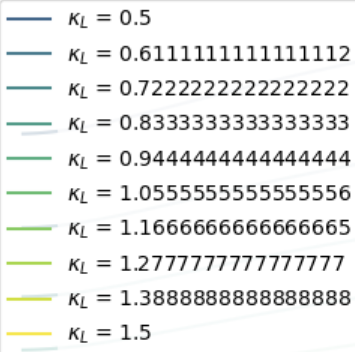 κL = 0.5
κL = 0.6111111111111112
κL = 0.7222222222222222
κL = 0.8333333333333333
κL = 0.9444444444444444
κL = 1.0555555555555556
κL = 1.1666666666666665
κL = 1.2777777777777777
κL = 1.3888888888888888
κL = 1.5